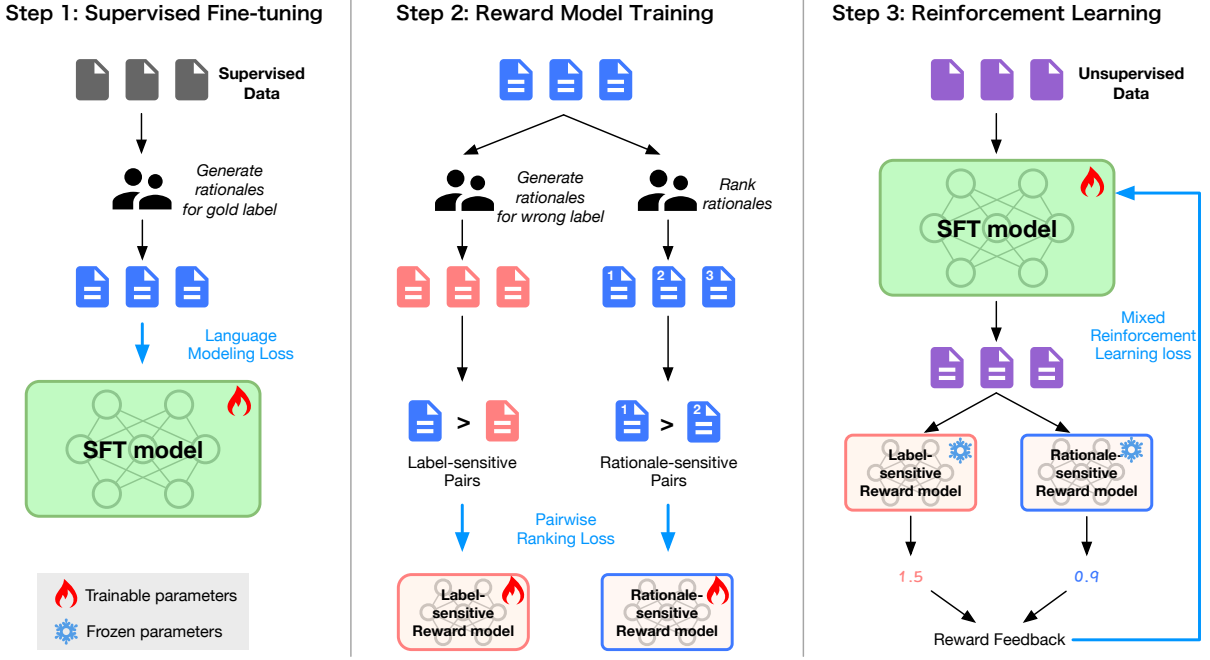 Step 1: Supervised Fine-tuning
Supervised
Data
Generate
rationales
for gold label
Language
Modeling Loss
SFT model
Trainable parameters
Frozen parameters
Step 2: Reward Model Training
Generate
rationales
for wrong label
Rank
rationales
1
2
3
>
1
>
2
Label-sensitive
Pairs
Rationale-sensitive
Pairs
Pairwise
Ranking Loss
Label-
sensitive
Reward model
Rationale-
sensitive
Reward model
Step 3: Reinforcement Learning
Unsupervised
Data
SFT model
Mixed
Reinforcement
Learning loss
Label-
sensitive
Reward model
Rationale-
sensitive
Reward model
1.5
0.9
Reward Feedback